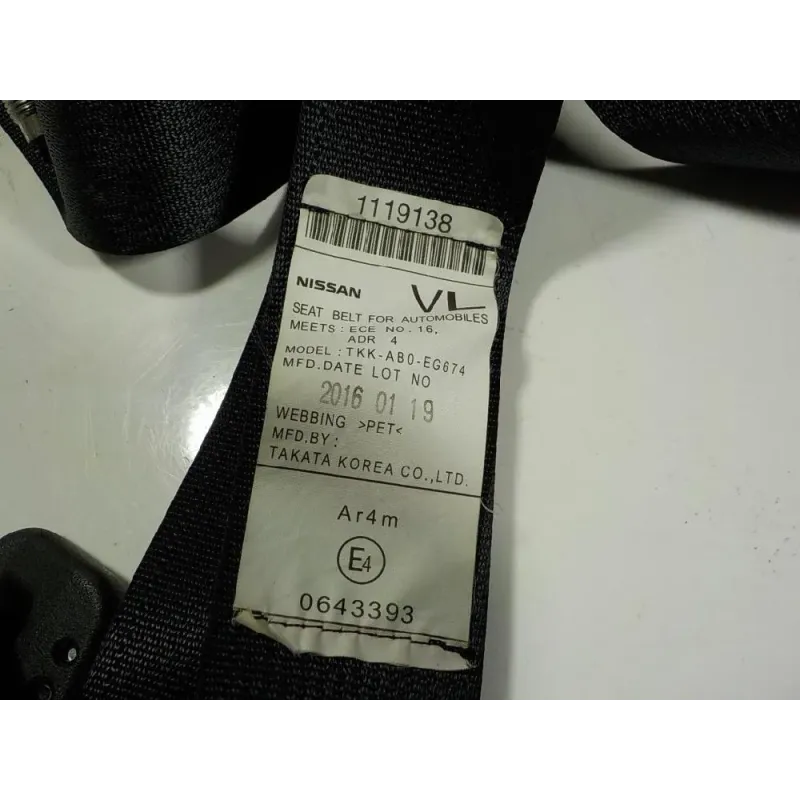 1119138
NISSAN VL
SEAT BELT FOR AUTOMOBILES
MEETS : ECE NO . 16,
ADR 4
MODEL : TKK-AB0-EG674
MFD.DATE LOT NO
2016 01 19
WEBBING >PET<
MFD.BY :
TAKATA KOREA CO.,LTD.
Ar4m
E4
0643393